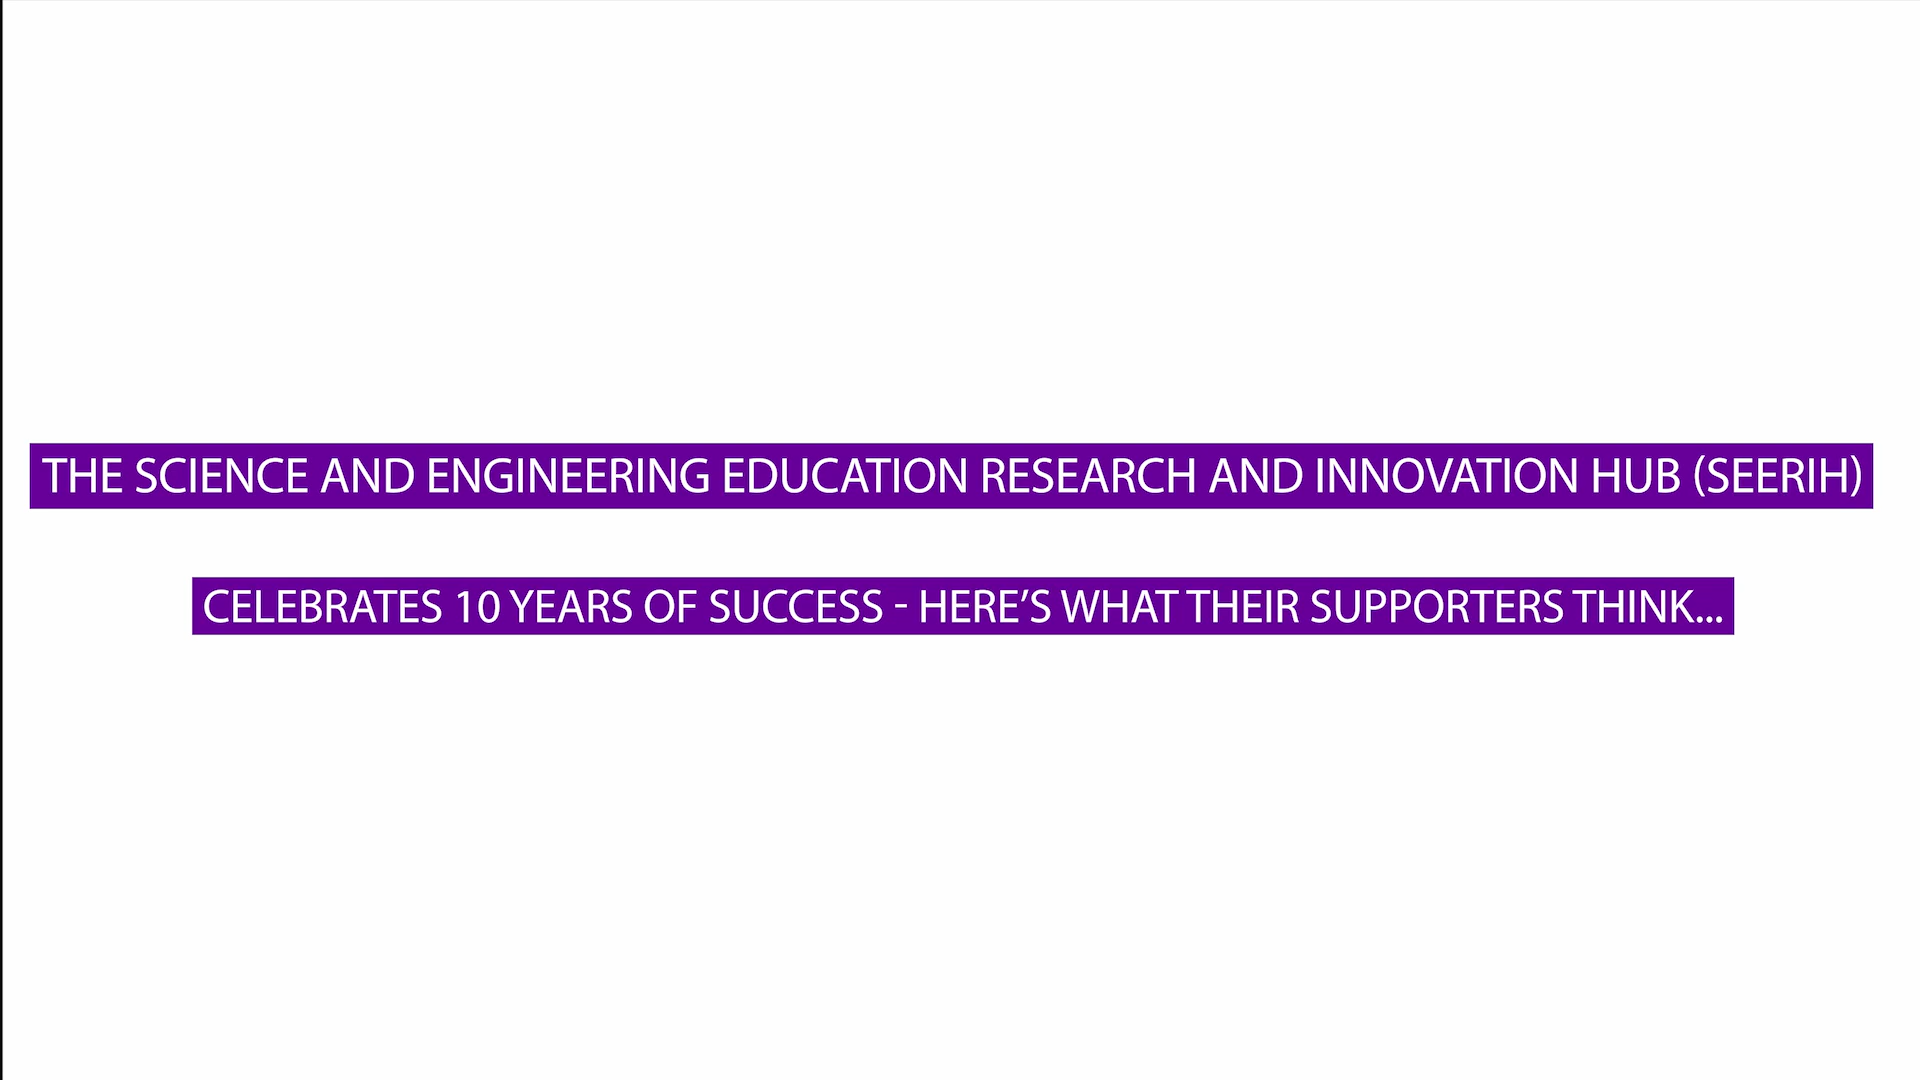 THE SCIENCE AND ENGINEERING EDUCATION RESEARCH AND INNOVATION HUB (SEERIH)
CELEBRATES 10 YEARS OF SUCCESS - HERE’S WHAT THEIR SUPPORTERS THINK...